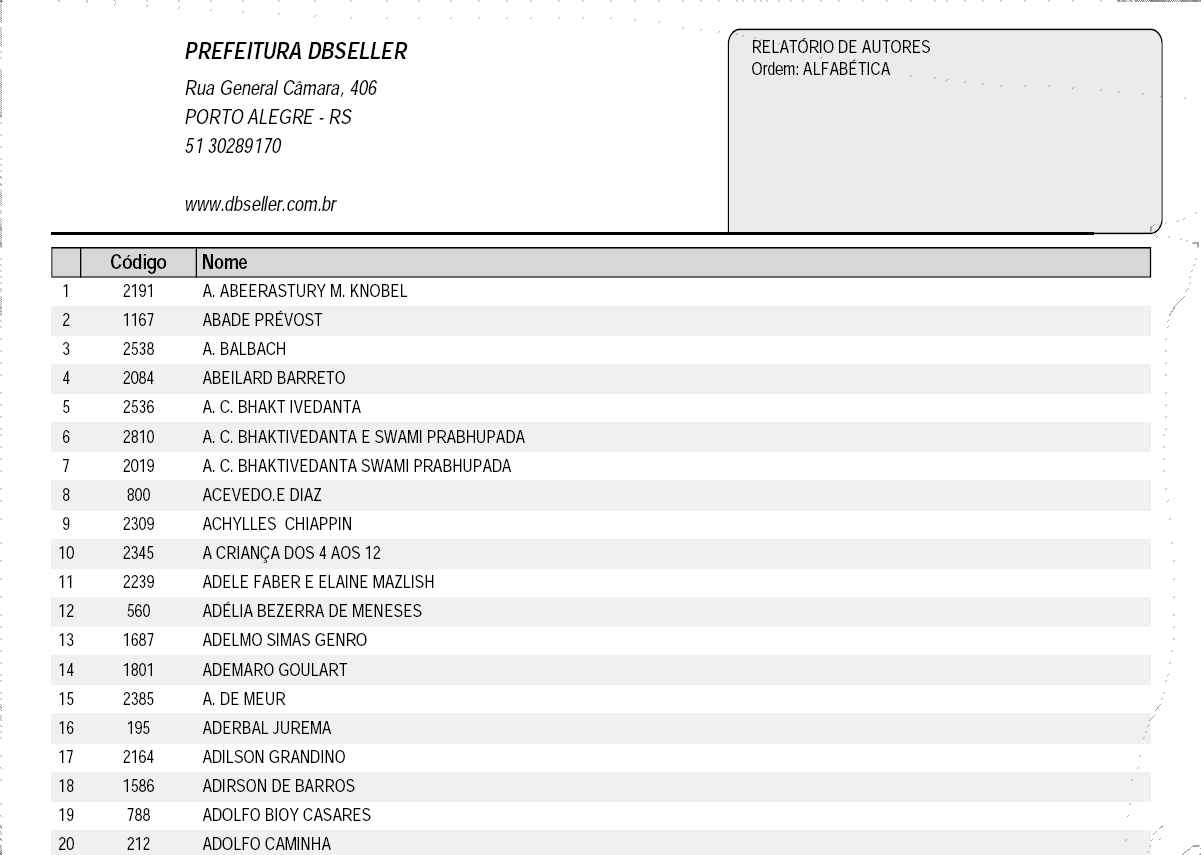 PREFEITURA DBSELLER
Rua General Câmara, 406
PORTO ALEGRE - RS
51 30289170
www.dbseller.com.br
RELATÓRIO DE AUTORES
Ordem: ALFABÉTICA
Código Nome
1 2191 A. ABEERASTURY M. KNOBEL
2 1167 ABADE PRÉVOST
3 2538 A. BALBACH
4 2084 ABEILARD BARRETO
5 2536 A. C. BHAKT IVEDANTA
6 2810 A. C. BHAKTIVEDANTA E SWAMI PRABHUPADA
7 2019 A. C. BHAKTIVEDANTA SWAMI PRABHUPADA
8 800 ACEVEDO.E DIAZ
9 2309 ACHYLLES  CHIAPPIN
10 2345 A CRIANÇA DOS 4 AOS 12
11 2239 ADELE FABER E ELAINE MAZLISH
12 560 ADÉLIA BEZERRA DE MENESES
13 1687 ADELMO SIMAS GENRO
14 1801 ADEMARO GOULART
15 2385 A. DE MEUR
16 195 ADERBAL JUREMA
17 2164 ADILSON GRANDINO
18 1586 ADIRSON DE BARROS
19 788 ADOLFO BIOY CASARES
20 212 ADOLFO CAMINHA